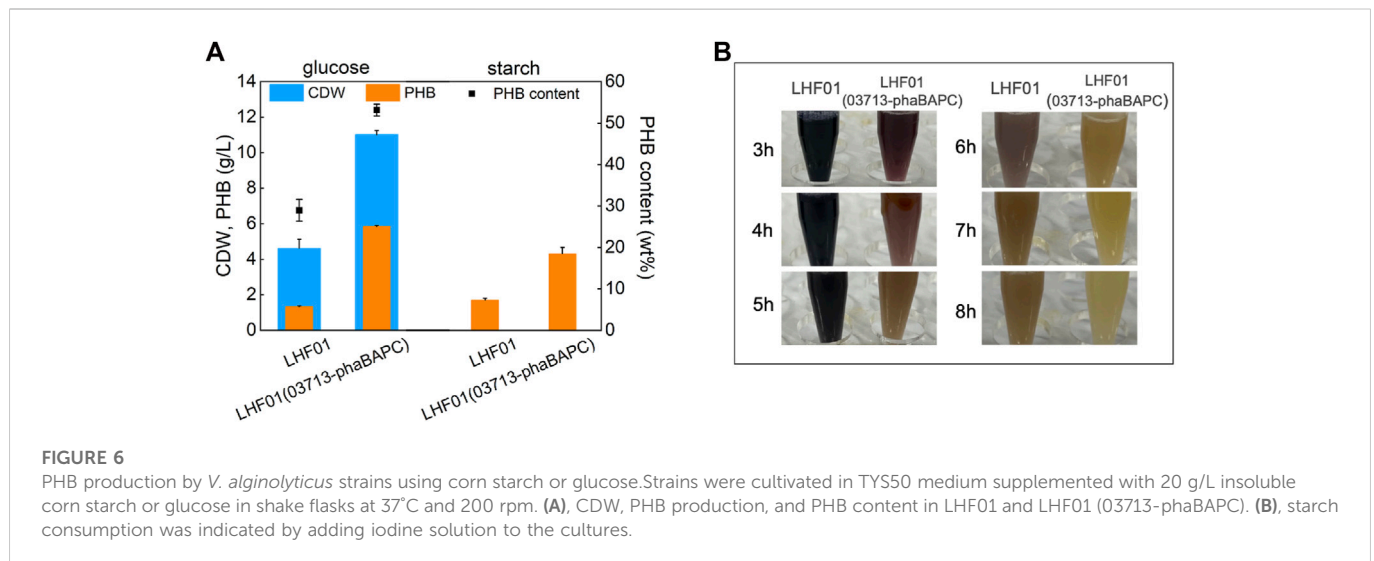 A
glucose
starch
14
12
10
8
6
4
2
0
CDW, PHB (g/L)
CDW
PHB
PHB content
60
50
40
30
20
10
0
PHB content (wt%)
LHF01
LHF01(03713-phaBAPC)
LHF01
LHF01(03713-phaBAPC)
B
LHF01
LHF01
(03713-phaBAPC)
LHF01
LHF01
(03713-phaBAPC)
3h
4h
5h
6h
7h
8h
FIGURE 6
PHB production by V. alginolyticus strains using corn starch or glucose.Strains were cultivated in TYS50 medium supplemented with 20 g/L insoluble
corn starch or glucose in shake flasks at 37°C and 200 rpm. (A), CDW, PHB production, and PHB content in LHF01 and LHF01 (03713-phaBAPC). (B), starch
consumption was indicated by adding iodine solution to the cultures.